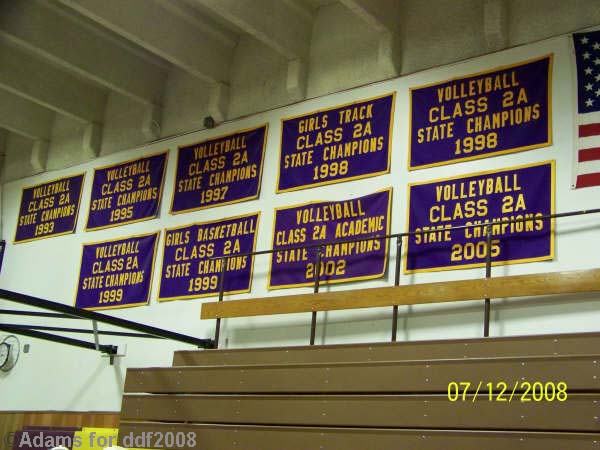 VOLLEYBALL
CLASS 2A
STATE CHAMPIONS
1993
VOLLEYBALL
CLASS 2A
STATE CHAMPIONS
1995
VOLLEYBALL
CLASS 2A
STATE CHAMPIONS
1997
GIRLS TRACK
CLASS 2A
STATE CHAMPIONS
1998
VOLLEYBALL
CLASS 2A
STATE CHAMPIONS
1998
VOLLEYBALL
CLASS 2A
STATE CHAMPIONS
1999
GIRLS BASKETBALL
CLASS 2A
STATE CHAMPIONS
1999
VOLLEYBALL
CLASS 2A ACADEMIC
STATE CHAMPIONS
2002
VOLLEYBALL
CLASS 2A
STATE CHAMPIONS
2005
07/12/2008
©Adams for ddf2008